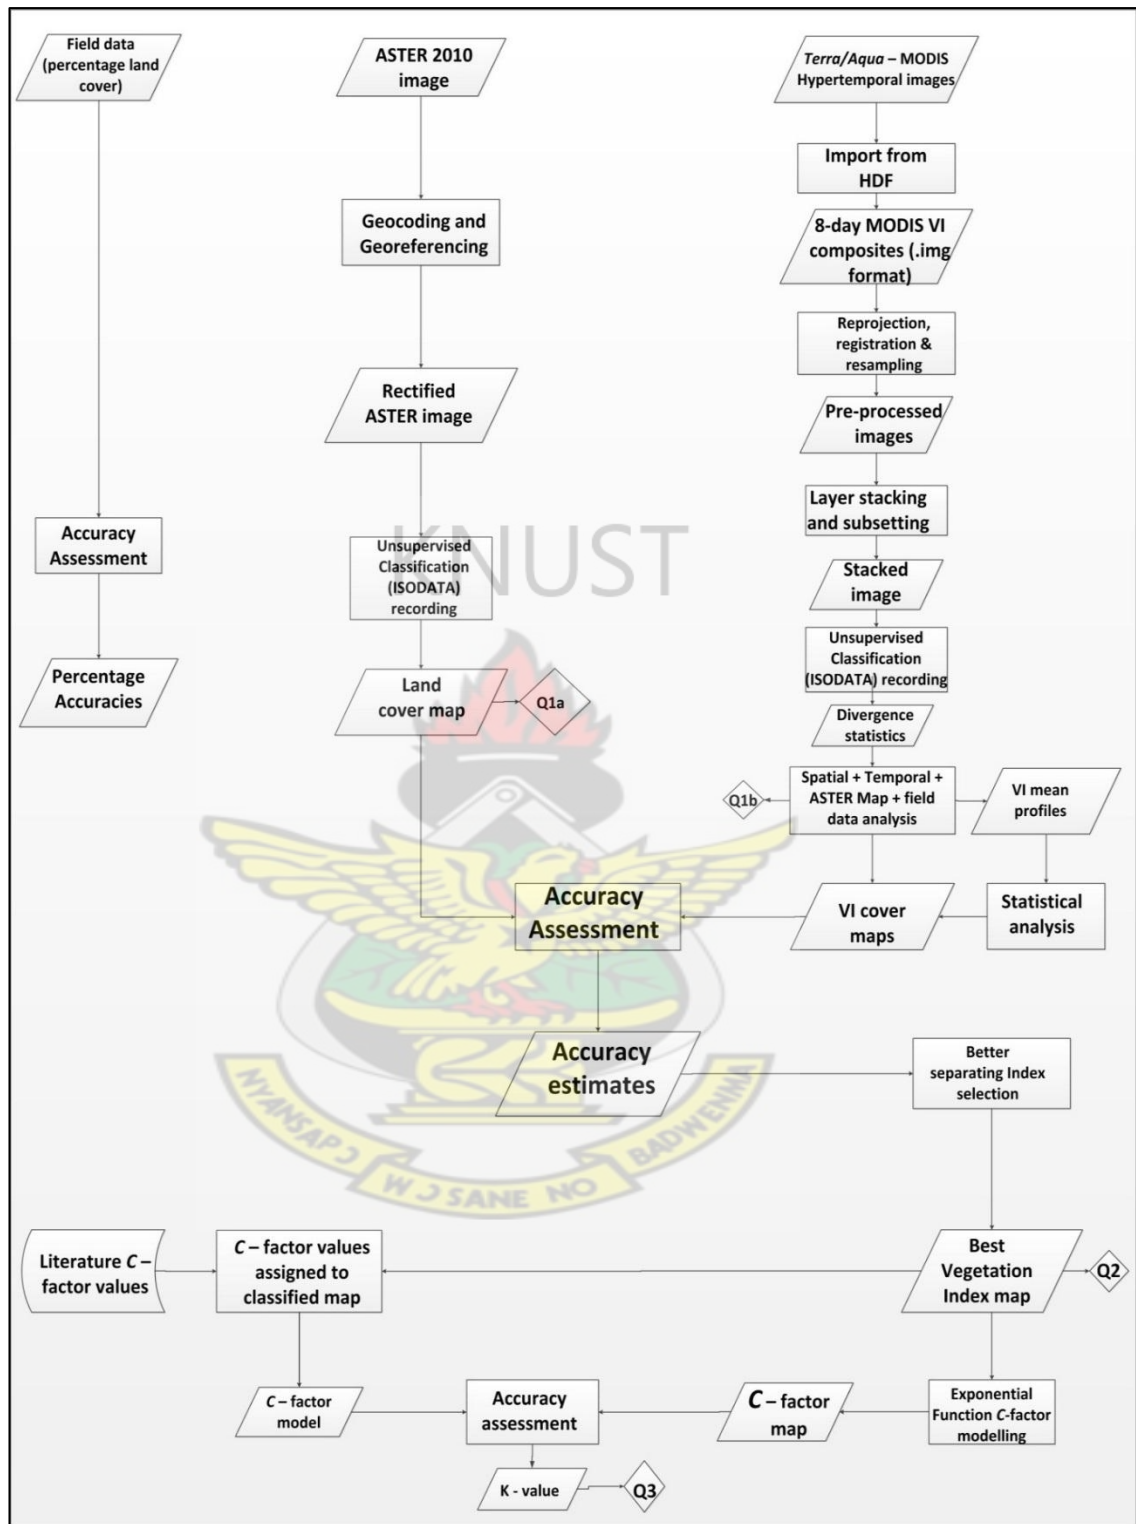 Field data
(percentage land
cover)
ASTER 2010
image
Terra/Aqua – MODIS
Hypertemporal images
Import from
HDF
Geocoding and
Georeferencing
8-day MODIS VI
composites (.img
format)
Reprojection,
registration &
resampling
Rectified
ASTER image
Pre-processed
images
Layer stacking
and subsetting
Accuracy
Assessment
KNUST
Unsupervised
Classification
(ISODATA)
recording
Stacked
image
Unsupervised
Classification
(ISODATA) recording
Percentage
Accuracies
Land
cover map
Q1a
Divergence
statistics
Spatial + Temporal +
ASTER Map + field
data analysis
Q1b
VI mean
profiles
Accuracy
Assessment
VI cover
maps
Statistical
analysis
Accuracy
estimates
Better
separating Index
selection
NYANSAPƆ
WƆSANE NO
BADWENMA
Literature C –
factor values
C – factor values
assigned to
classified map
Best
Vegetation
Index map
Q2
C – factor
model
Accuracy
assessment
C – factor
map
Exponential
Function C-factor
modelling
K - value
Q3